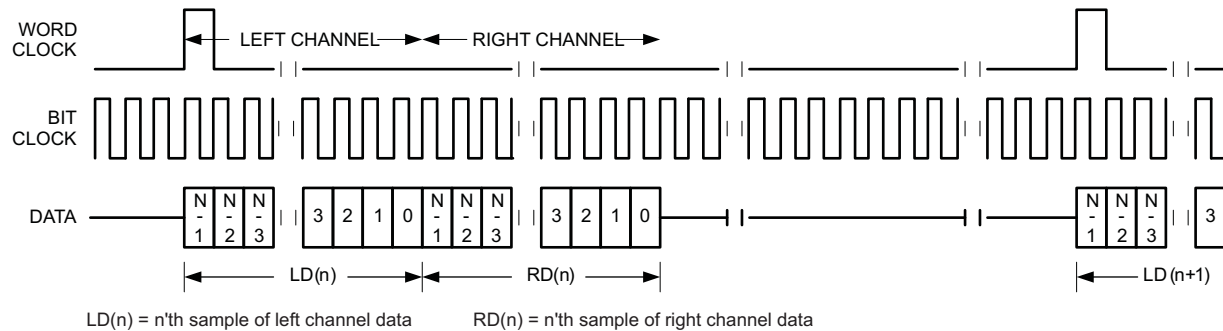 WORD
CLOCK
LEFT CHANNEL
RIGHT CHANNEL
BIT
CLOCK
DATA
N
-
1
N
-
2
N
-
3
3
2
1
0
N
-
1
N
-
2
N
-
3
3
2
1
0
N
-
1
N
-
2
N
-
3
3
LD(n)
RD(n)
LD (n+1)
LD(n) = n'th sample of left channel data
RD(n) = n'th sample of right channel data